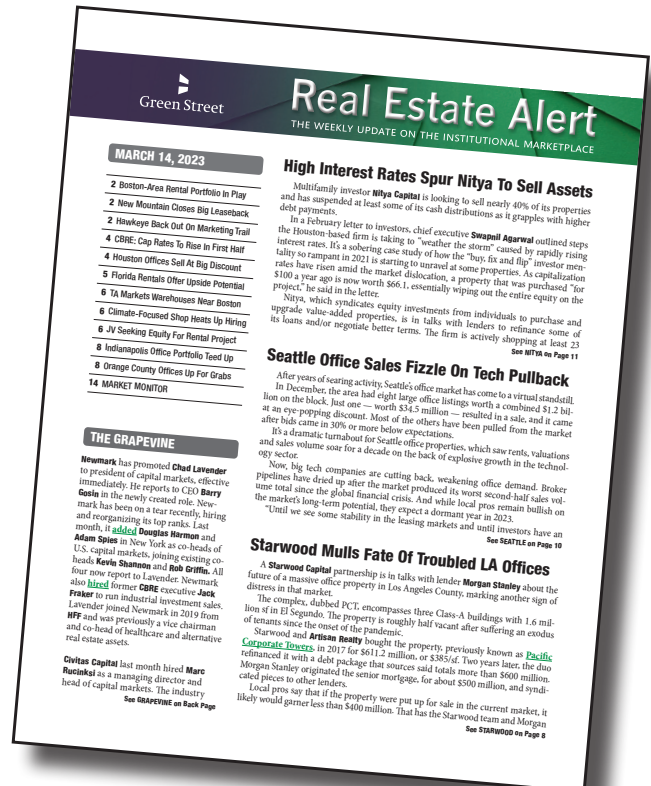 Green Street
Real Estate Alert
THE WEEKLY UPDATE ON THE INSTITUTIONAL MARKETPLACE
MARCH 14, 2023
2 Boston-Area Rental Portfolio In Play
2 New Mountain Closes Big Leaseback
2 Hawkeye Back Out On Marketing Trail
4 CBRE: Cap Rates To Rise In First Half
4 Houston Offices Sell At Big Discount
5 Florida Rentals Offer Upside Potential
6 TA Markets Warehouses Near Boston
6 Climate-Focused Shop Heats Up Hiring
6 JV Seeking Equity For Rental Project
8 Indianapolis Office Portfolio Teed Up
8 Orange County Offices Up For Grabs
14 MARKET MONITOR
THE GRAPEVINE
Newmark has promoted Chad Lavender
to president of capital markets, effective
immediately. He reports to CEO Barry
Gosin in the newly created role. New-
mark has been on a tear recently, hiring
and reorganizing its top ranks. Last
month, it added Douglas Harmon and
Adam Spies in New York as co-heads of
U.S. capital markets, joining existing co-
heads Kevin Shannon and Rob Griffin. All
four now report to Lavender. Newmark
also hired former CBRE executive Jack
Fraker to run industrial investment sales.
Lavender joined Newmark in 2019 from
HFF and was previously a vice chairman
and co-head of healthcare and alternative
real estate assets.
Civitas Capital last month hired Marc
Rucinksi as a managing director and
head of capital markets. The industry
See GRAPEVINE on Back Page
High Interest Rates Spur Nitya To Sell Assets
Multifamily investor Nitya Capital is looking to sell nearly 40% of its properties
and has suspended at least some of its cash distributions as it grapples with higher
debt payments.
In a February letter to investors, chief executive Swapnil Agarwal outlined steps
the Houston-based firm is taking to "weather the storm" caused by rapidly rising
interest rates. It's a sobering case study of how the "buy, fix and flip" investor men-
tality so rampant in 2021 is starting to unravel at some properties. As capitalization
rates have risen amid the market dislocation, a property that was purchased "for
$100 a year ago is now worth $66.1, essentially wiping out the entire equity on the
project," he said in the letter.
Nitya, which syndicates equity investments from individuals to purchase and
upgrade value-added properties, is in talks with lenders to refinance some of
its loans and/or negotiate better terms. The firm is actively shopping at least 23
See NITYA on Page 11
Seattle Office Sales Fizzle On Tech Pullback
After years of searing activity, Seattle's office market has come to a virtual standstill.
In December, the area had eight large office listings worth a combined $1.2 bil-
lion on the block. Just one — worth $34.5 million — resulted in a sale, and it came
at an eye-popping discount. Most of the others have been pulled from the market
after bids came in 30% or more below expectations.
It's a dramatic turnabout for Seattle office properties, which saw rents, valuations
and sales volume soar for a decade on the back of explosive growth in the technol-
ogy sector.
Now, big tech companies are cutting back, weakening office demand. Broker
pipelines have dried up after the market produced its worst second-half sales vol-
ume total since the global financial crisis. And while local pros remain bullish on
the market's long-term potential, they expect a dormant year in 2023.
"Until we see some stability in the leasing markets and until investors have an
See SEATTLE on Page 10
Starwood Mulls Fate Of Troubled LA Offices
A Starwood Capital partnership is in talks with lender Morgan Stanley about the
future of a massive office property in Los Angeles County, marking another sign of
distress in that market.
The complex, dubbed PCT, encompasses three Class-A buildings with 1.6 mil-
lion sf in El Segundo. The property is roughly half vacant after suffering an exodus
of tenants since the onset of the pandemic.
Starwood and Artisan Realty bought the property, previously known as Pacific
Corporate Towers, in 2017 for $611.2 million, or $385/sf. Two years later, the duo
refinanced it with a debt package that sources said totals more than $600 million.
Morgan Stanley originated the senior mortgage, for about $500 million, and syndi-
cated pieces to other lenders.
Local pros say that if the property were put up for sale in the current market, it
likely would garner less than $400 million. That has the Starwood team and Morgan
See STARWOOD on Page 8